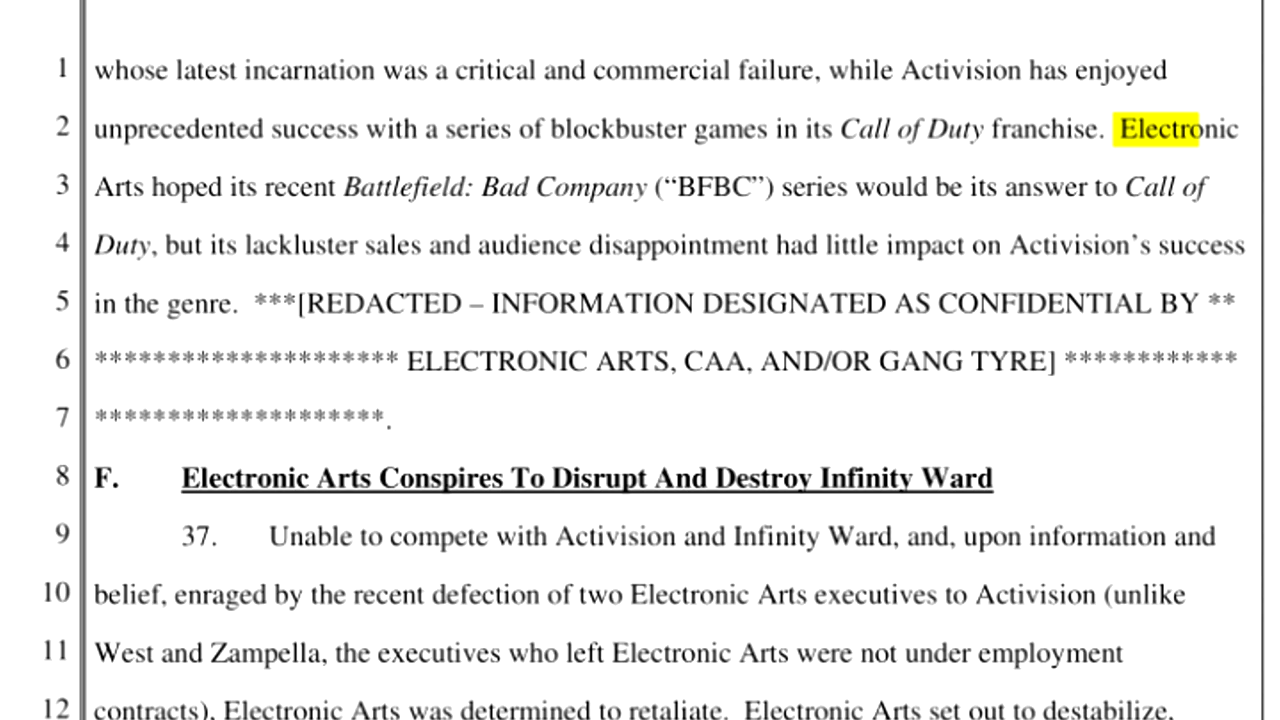 1 whose latest incarnation was a critical and commercial failure, while Activision has enjoyed
2 unprecedented success with a series of blockbuster games in its Call of Duty franchise. Electronic
3 Arts hoped its recent Battlefield: Bad Company (“BFBC”) series would be its answer to Call of
4 Duty, but its lackluster sales and audience disappointment had little impact on Activision’s success
5 in the genre. ***[REDACTED – INFORMATION DESIGNATED AS CONFIDENTIAL BY **
6 ********************* ELECTRONIC ARTS, CAA, AND/OR GANG TYRE] ************
7 ********************.
8 F. Electronic Arts Conspires To Disrupt And Destroy Infinity Ward
9 37. Unable to compete with Activision and Infinity Ward, and, upon information and
10 belief, enraged by the recent defection of two Electronic Arts executives to Activision (unlike
11 West and Zampella, the executives who left Electronic Arts were not under employment
12 contracts), Electronic Arts was determined to retaliate. Electronic Arts set out to destabilize,